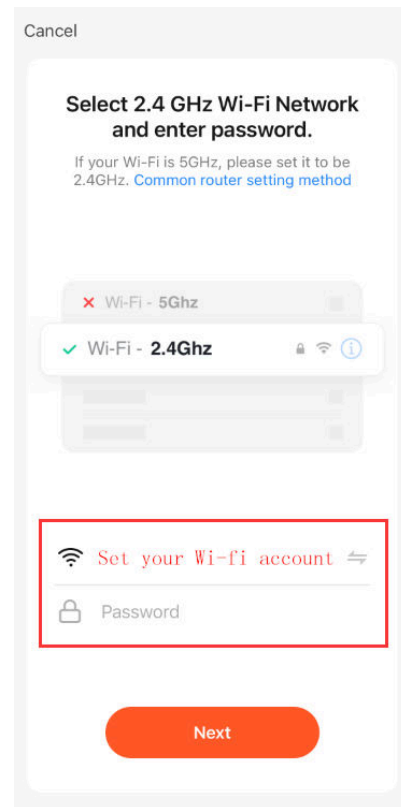 Cancel
Select 2.4 GHz Wi-Fi Network
and enter password.
If your Wi-Fi is 5GHz, please set it to be
2.4GHz. Common router setting method
Wi-Fi - 5Ghz
Wi-Fi - 2.4Ghz
Set your Wi-fi account
Password
Next